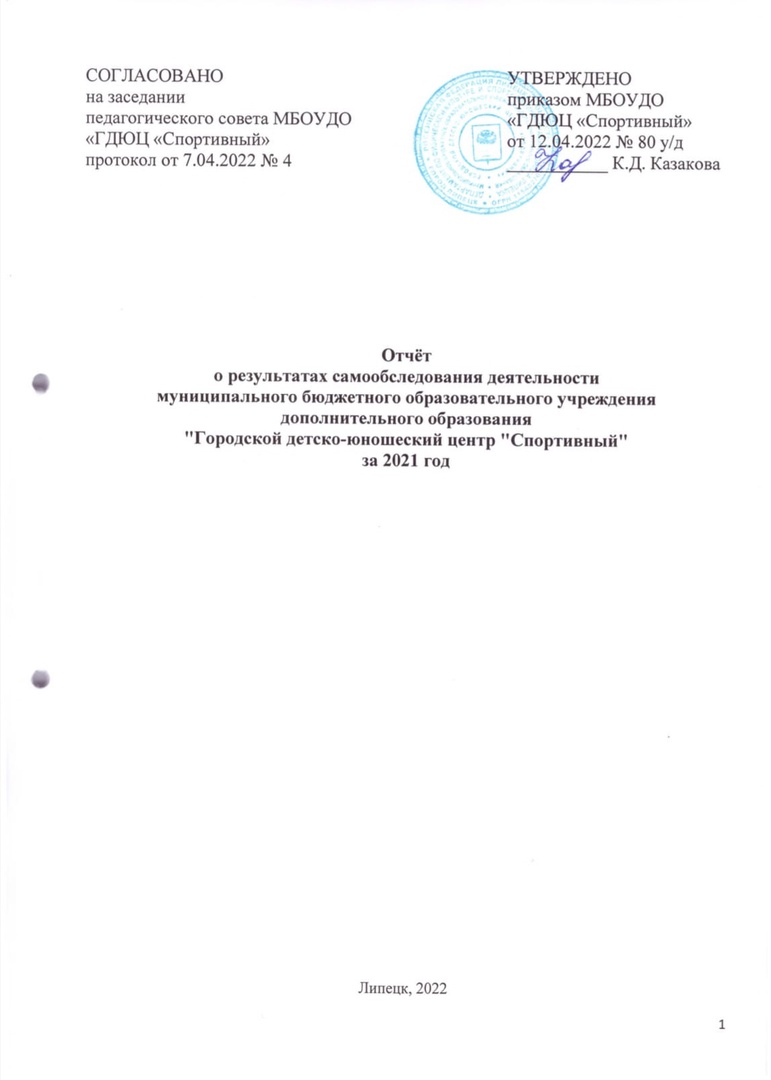 СОГЛАСОВАНО
на заседании
педагогического совета МБОУДО
«ГДЮЦ «Спортивный»
протокол от 7.04.2022 № 4
УТВЕРЖДЕНО
приказом МБОУДО
«ГДЮЦ «Спортивный»
от 12.04.2022 № 80 у/д
___________ К.Д. Казакова
Отчёт
о результатах самообследования деятельности
муниципального бюджетного образовательного учреждения
дополнительного образования
"Городской детско-юношеский центр "Спортивный"
за 2021 год
Липецк, 2022
1